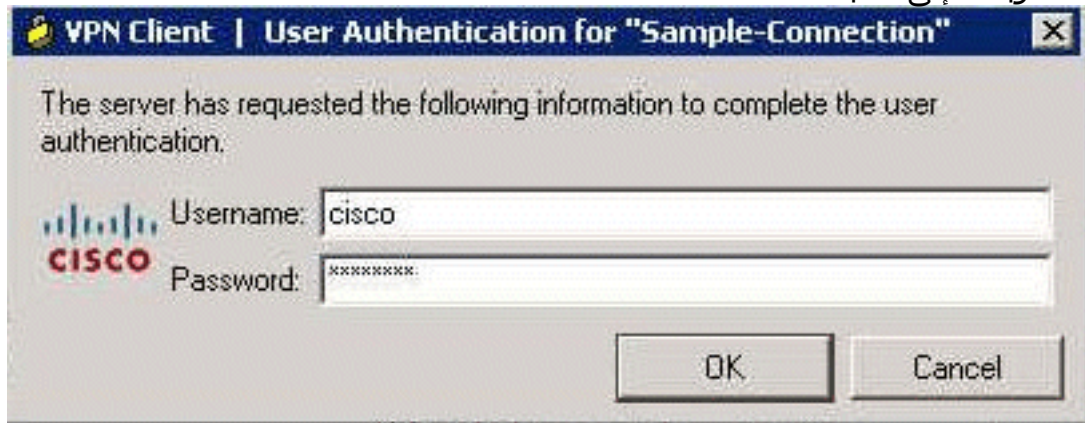 VPN Client | User Authentication for "Sample-Connection"
The server has requested the following information to complete the user
authentication.
Username: cisco
CISCO
Password: ********
OK Cancel